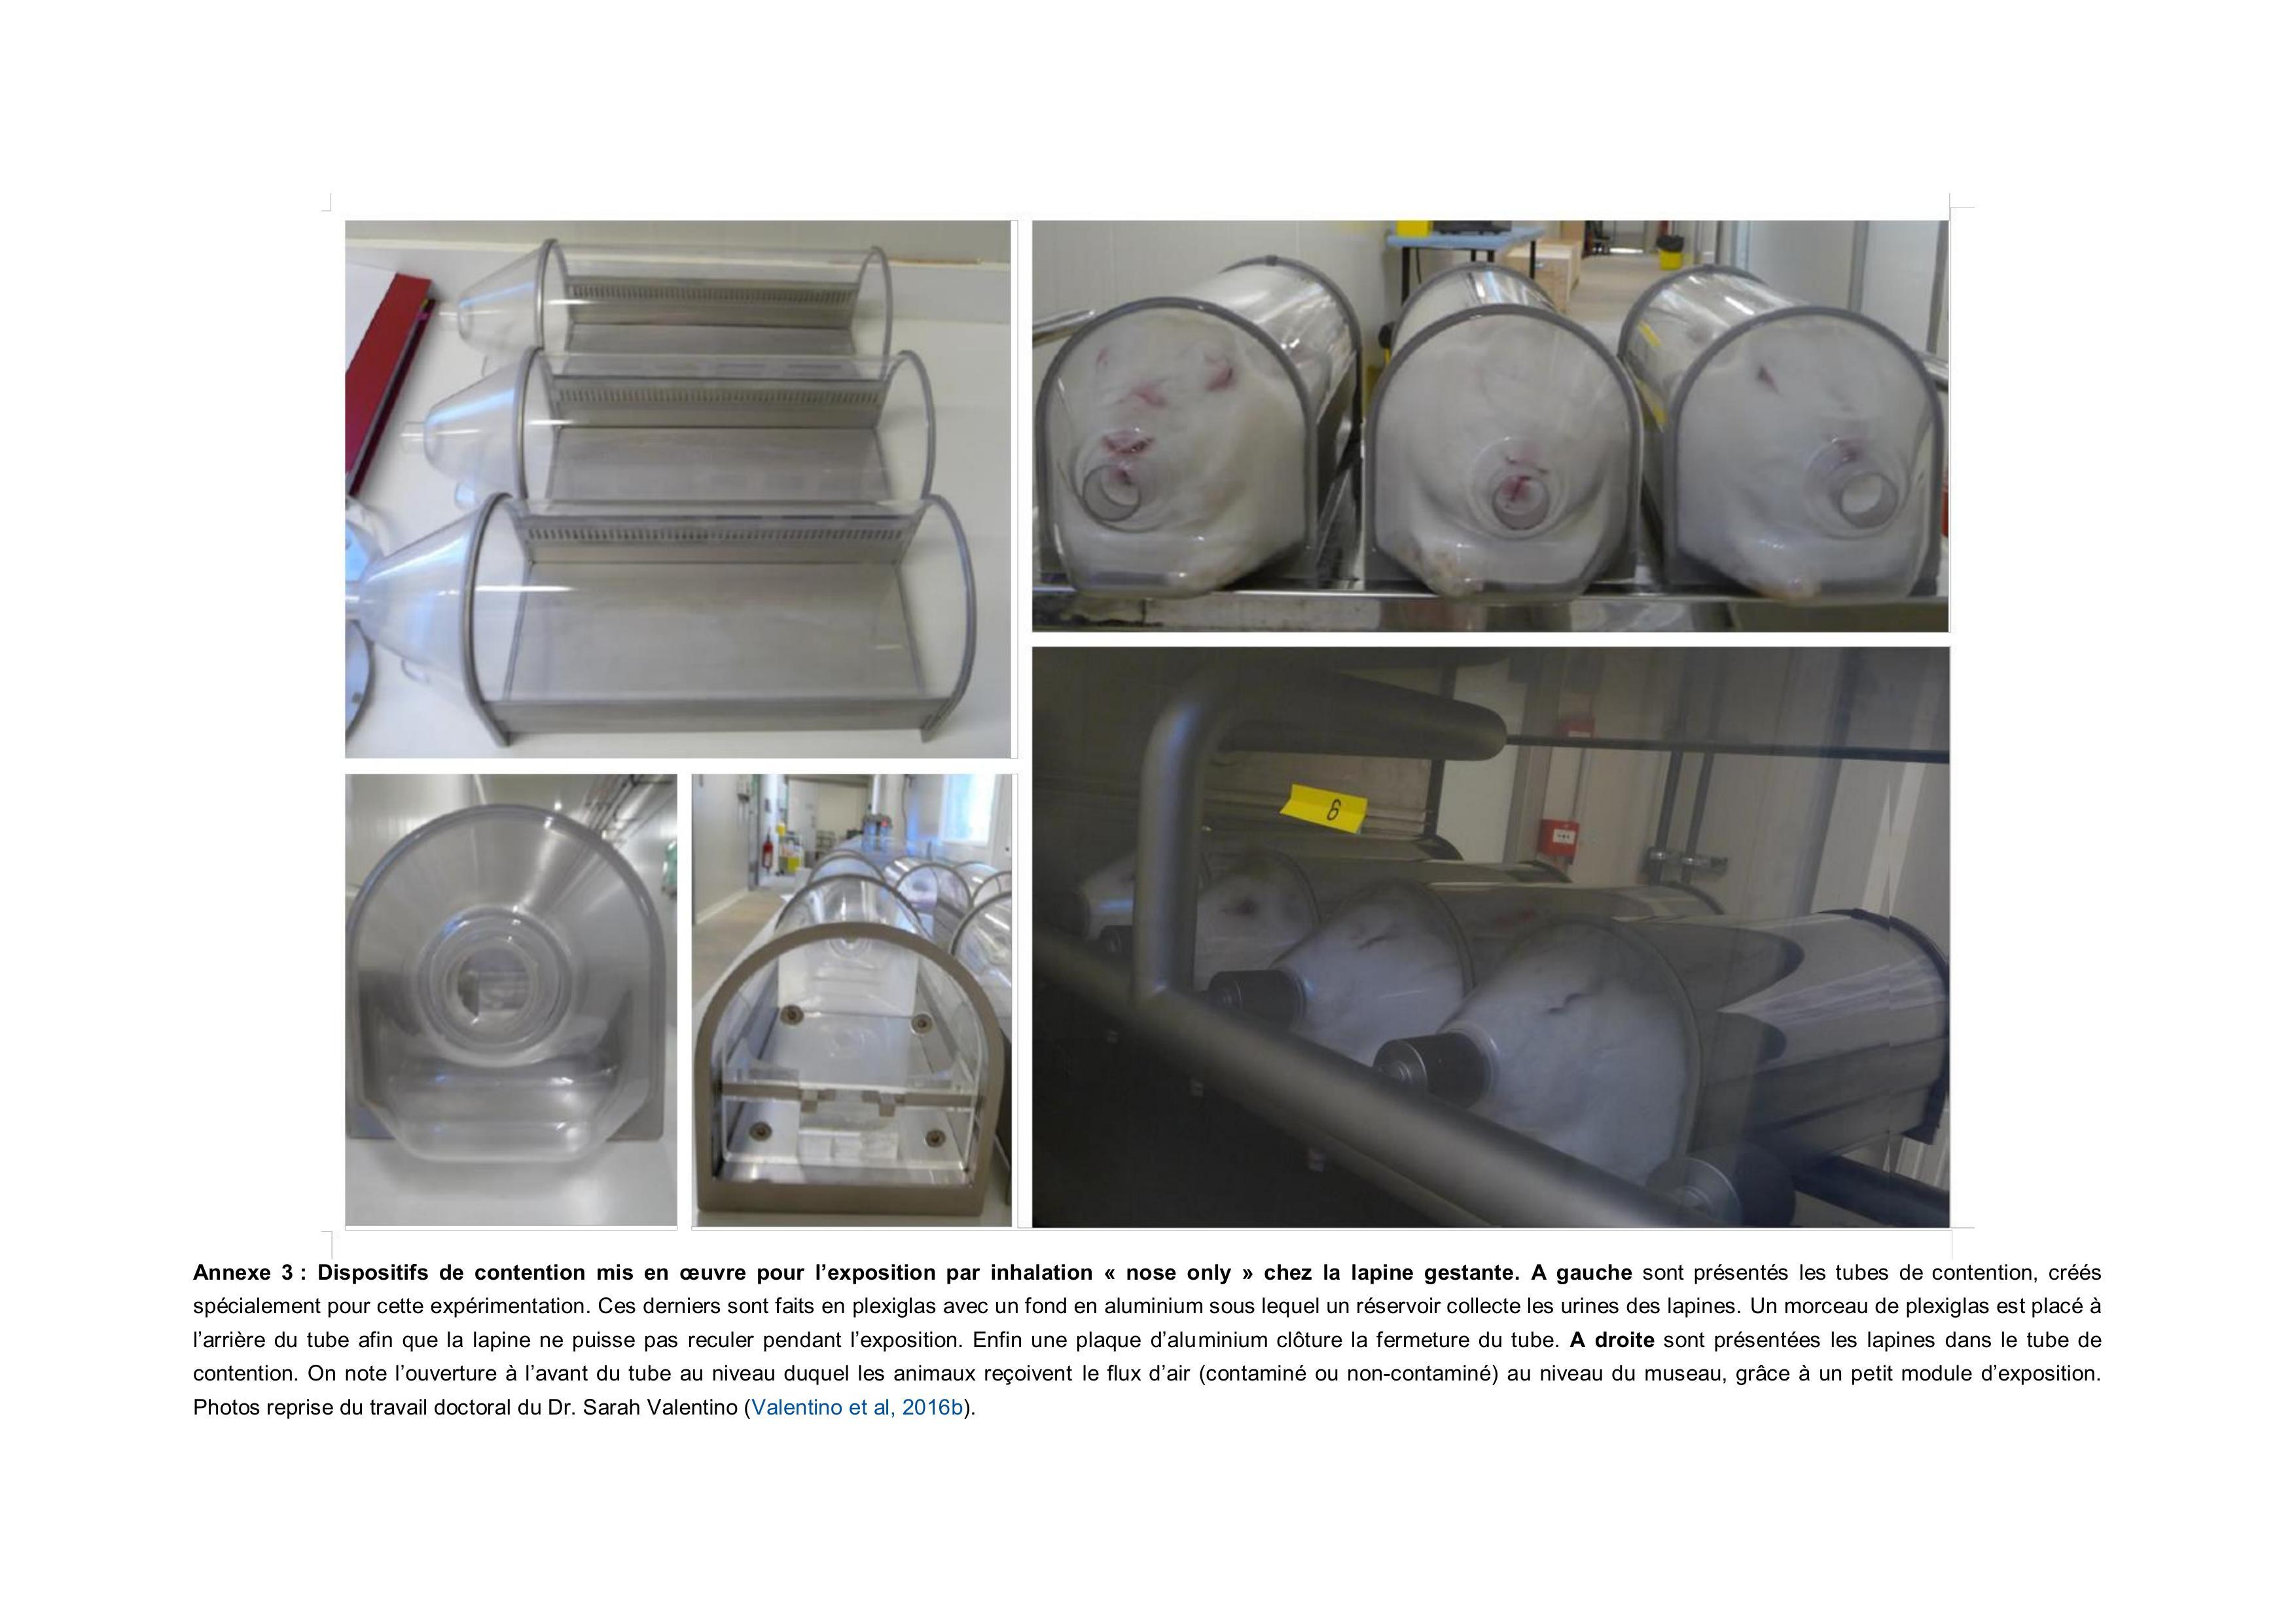 6
Annexe 3 : Dispositifs de contention mis en œuvre pour l’exposition par inhalation « nose only » chez la lapine gestante. A gauche sont présentés les tubes de contention, créés
spécialement pour cette expérimentation. Ces derniers sont faits en plexiglas avec un fond en aluminium sous lequel un réservoir collecte les urines des lapines. Un morceau de plexiglas est placé à
l’arrière du tube afin que la lapine ne puisse pas reculer pendant l’exposition. Enfin une plaque d’aluminium clôture la fermeture du tube. A droite sont présentées les lapines dans le tube de
contention. On note l’ouverture à l’avant du tube au niveau duquel les animaux reçoivent le flux d’air (contaminé ou non-contaminé) au niveau du museau, grâce à un petit module d’exposition.
Photos reprise du travail doctoral du Dr. Sarah Valentino (Valentino et al, 2016b).